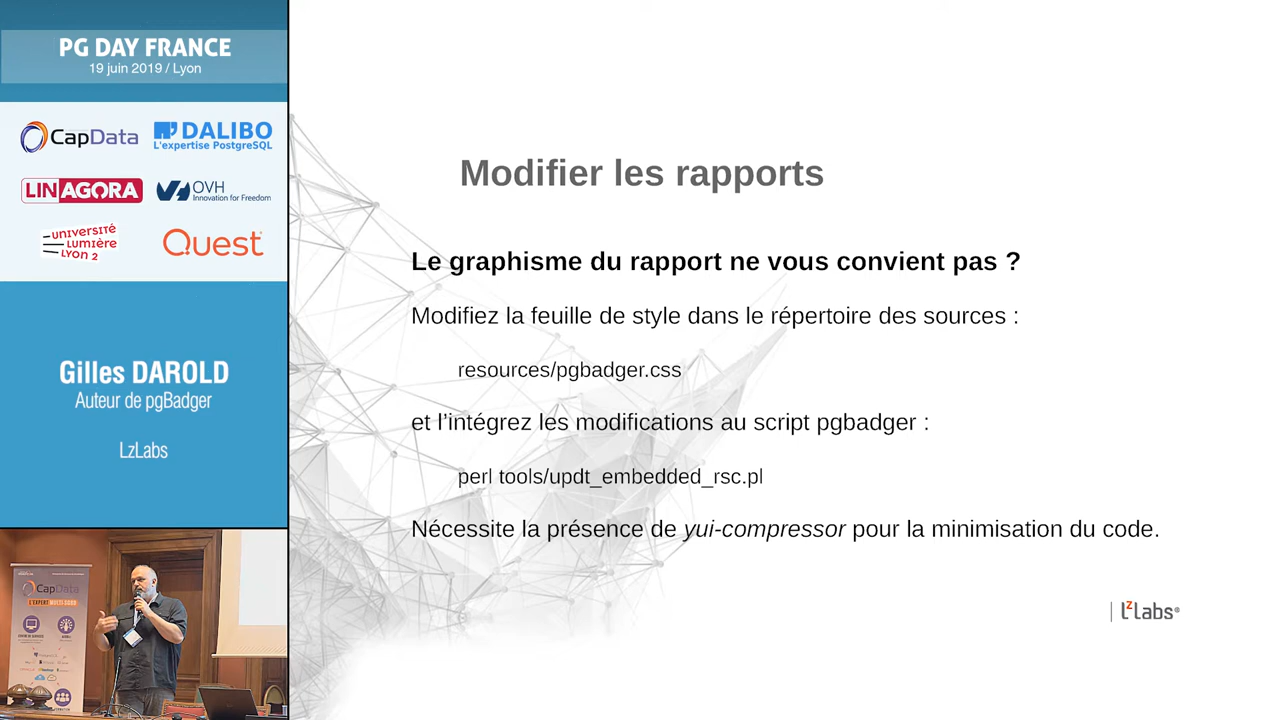 PG DAY FRANCE
19 juin 2019 / Lyon
CapData
DALIBO
L'expertise PostgreSQL
LINAGORA
OVH
Innovation for Freedom
UNIVERSITÉ
LUMIÈRE
LYON 2
Quest
Gilles DAROLD
Auteur de pgBadger
LzLabs
CapData
L'EXPERT MULTI-SGBD
Modifier les rapports
Le graphisme du rapport ne vous convient pas ?
Modifiez la feuille de style dans le répertoire des sources :
resources/pgbadger.css
et l’intégrez les modifications au script pgbadger :
perl tools/updt_embedded_rsc.pl
Nécessite la présence de yui-compressor pour la minimisation du code.
LzLabs®